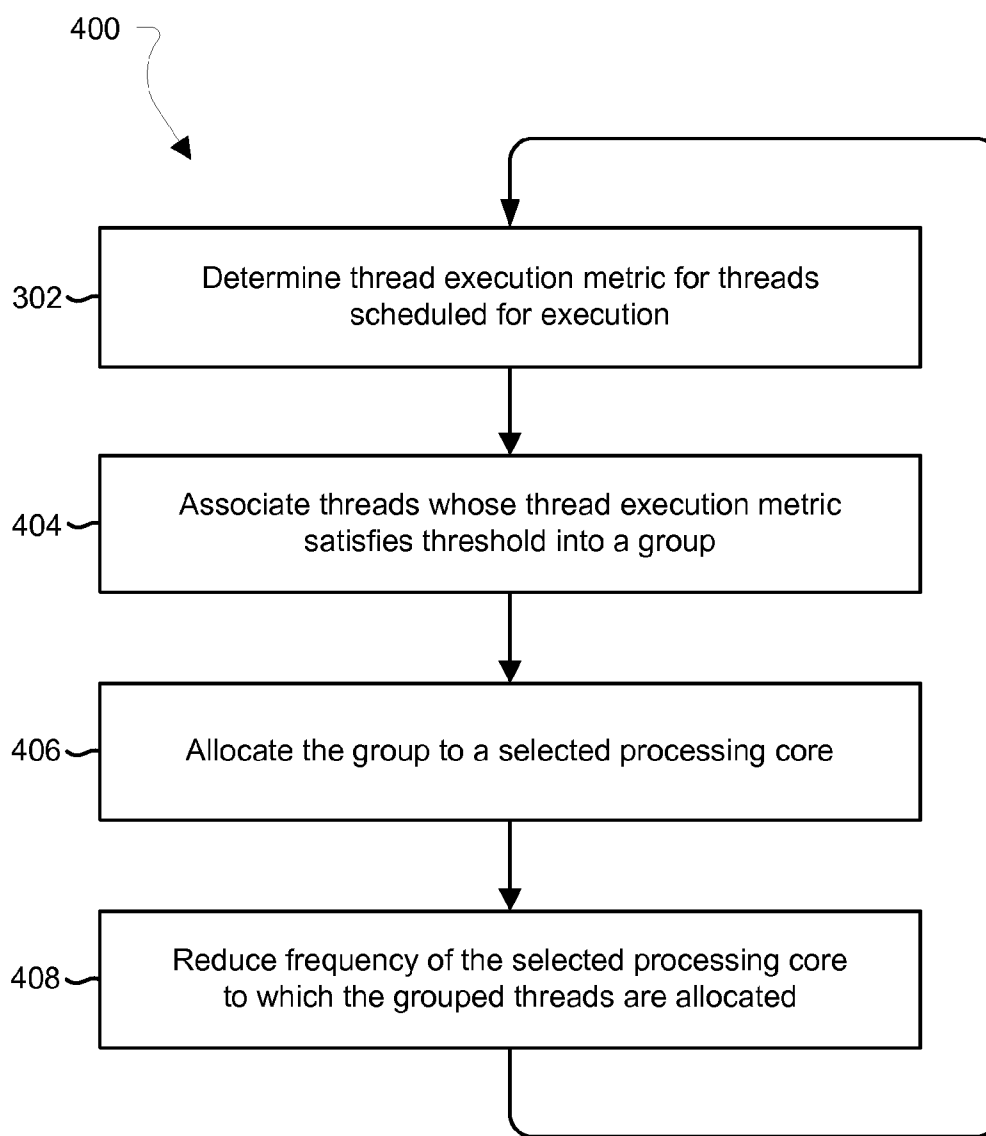 400
302
Determine thread execution metric for threads
scheduled for execution
404
Associate threads whose thread execution metric
satisfies threshold into a group
406
Allocate the group to a selected processing core
408
Reduce frequency of the selected processing core
to which the grouped threads are allocated